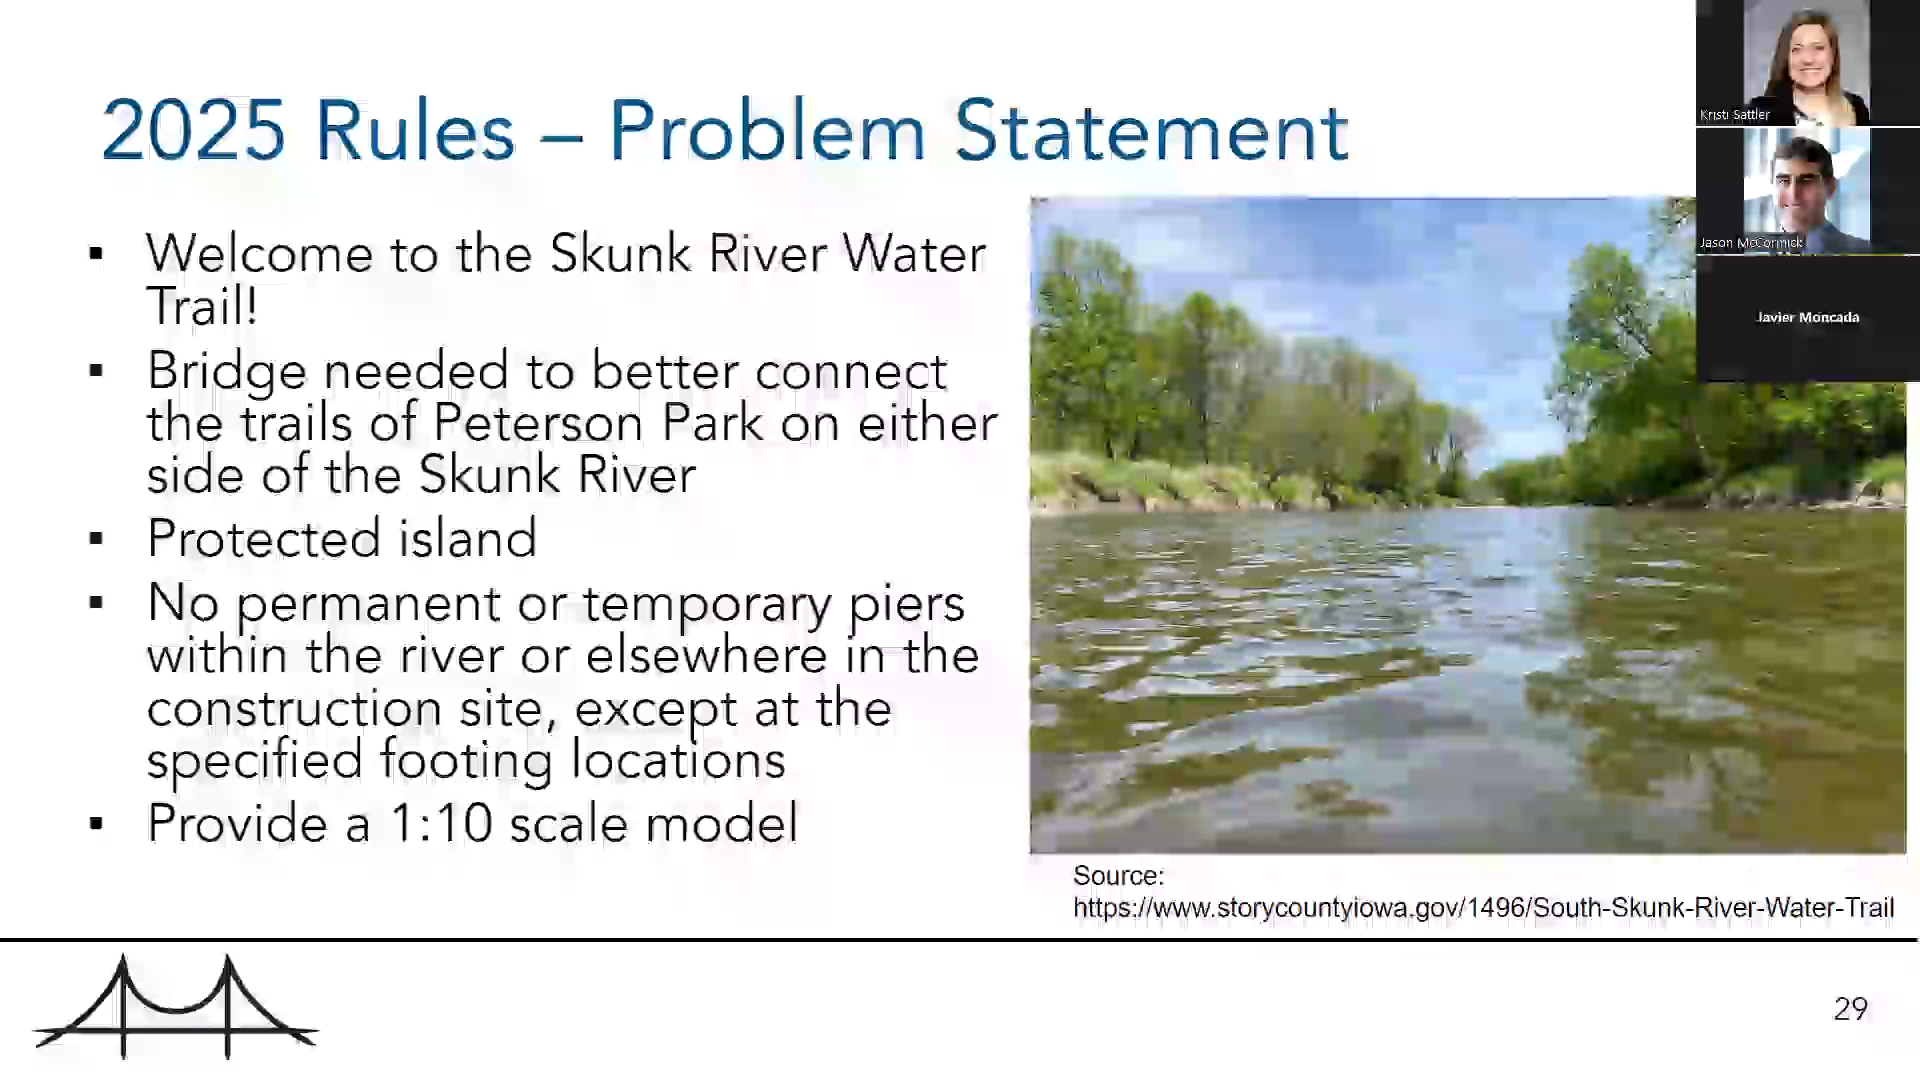 2025 Rules – Problem Statement
▪ Welcome to the Skunk River Water
Trail!
▪ Bridge needed to better connect
the trails of Peterson Park on either
side of the Skunk River
▪ Protected island
▪ No permanent or temporary piers
within the river or elsewhere in the
construction site, except at the
specified footing locations
▪ Provide a 1:10 scale model
Source:
https://www.storycountyiowa.gov/1496/South-Skunk-River-Water-Trail
29
Kristi Sattler
Jason McCormick
Javier Moncada